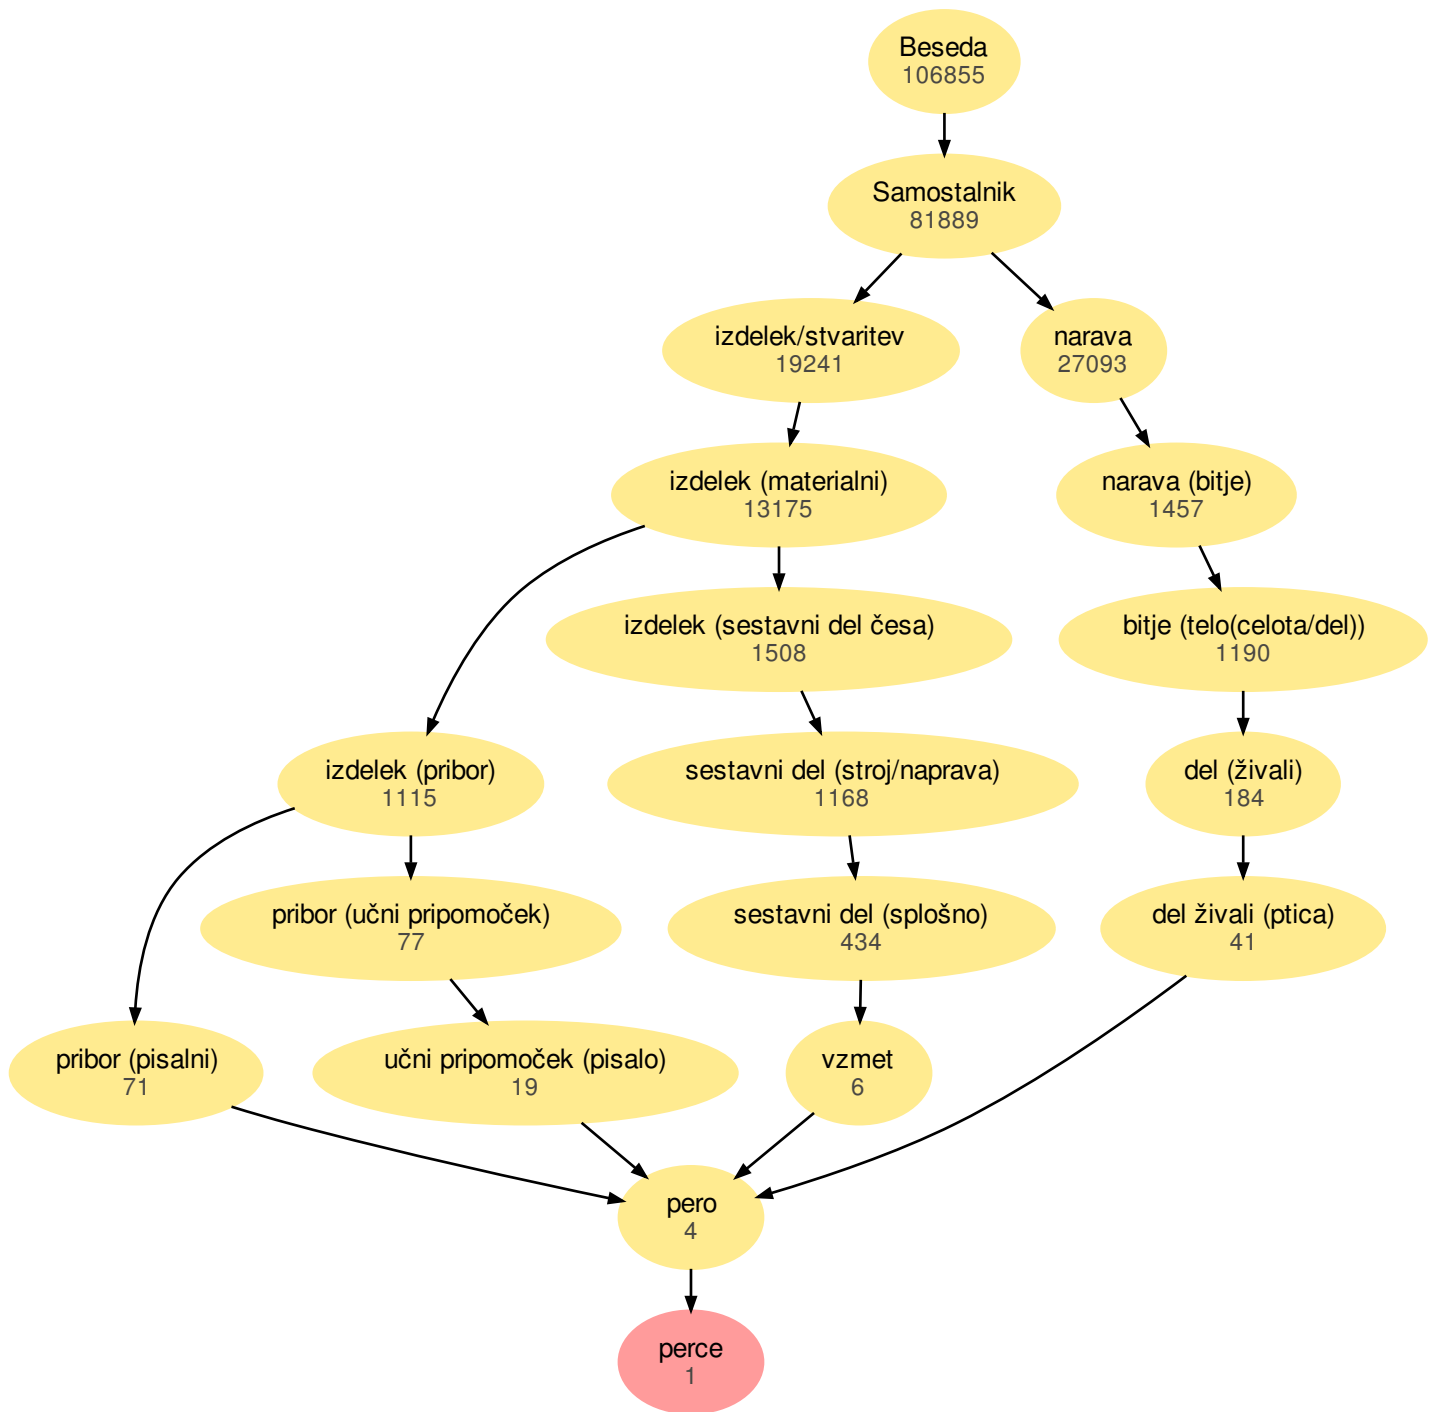 Beseda
106855
Samostalnik
81889
izdelek/stvaritev
19241
narava
27093
izdelek (materialni)
13175
narava (bitje)
1457
izdelek (sestavni del česa)
1508
bitje (telo(celota/del))
1190
izdelek (pribor)
1115
sestavni del (stroj/naprava)
1168
del (živali)
184
pribor (učni pripomoček)
77
sestavni del (splošno)
434
del živali (ptica)
41
pribor (pisalni)
71
učni pripomoček (pisalo)
19
vzmet
6
pero
4
perce
1